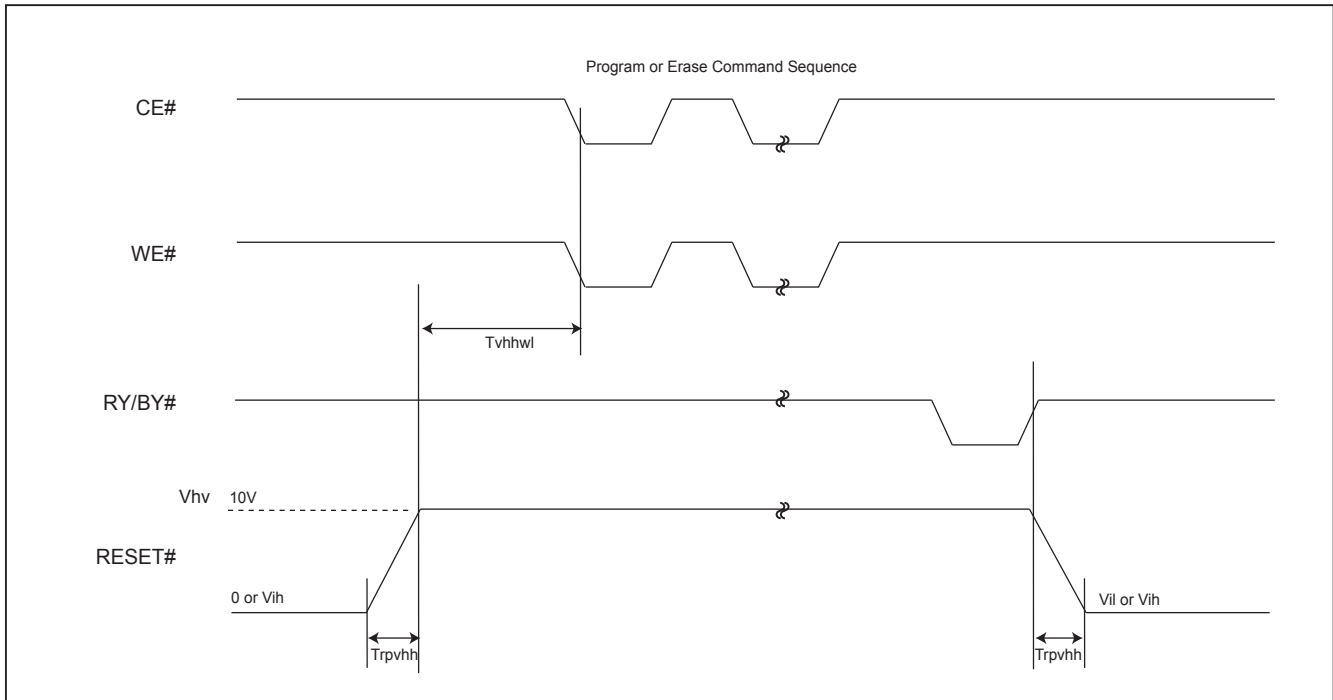 Program or Erase Command Sequence
CE#
WE#
Tvhhwl
RY/BY#
Vhv 10V
RESET#
0 or Vih
Vil or Vih
Trpvhh
Trpvhh